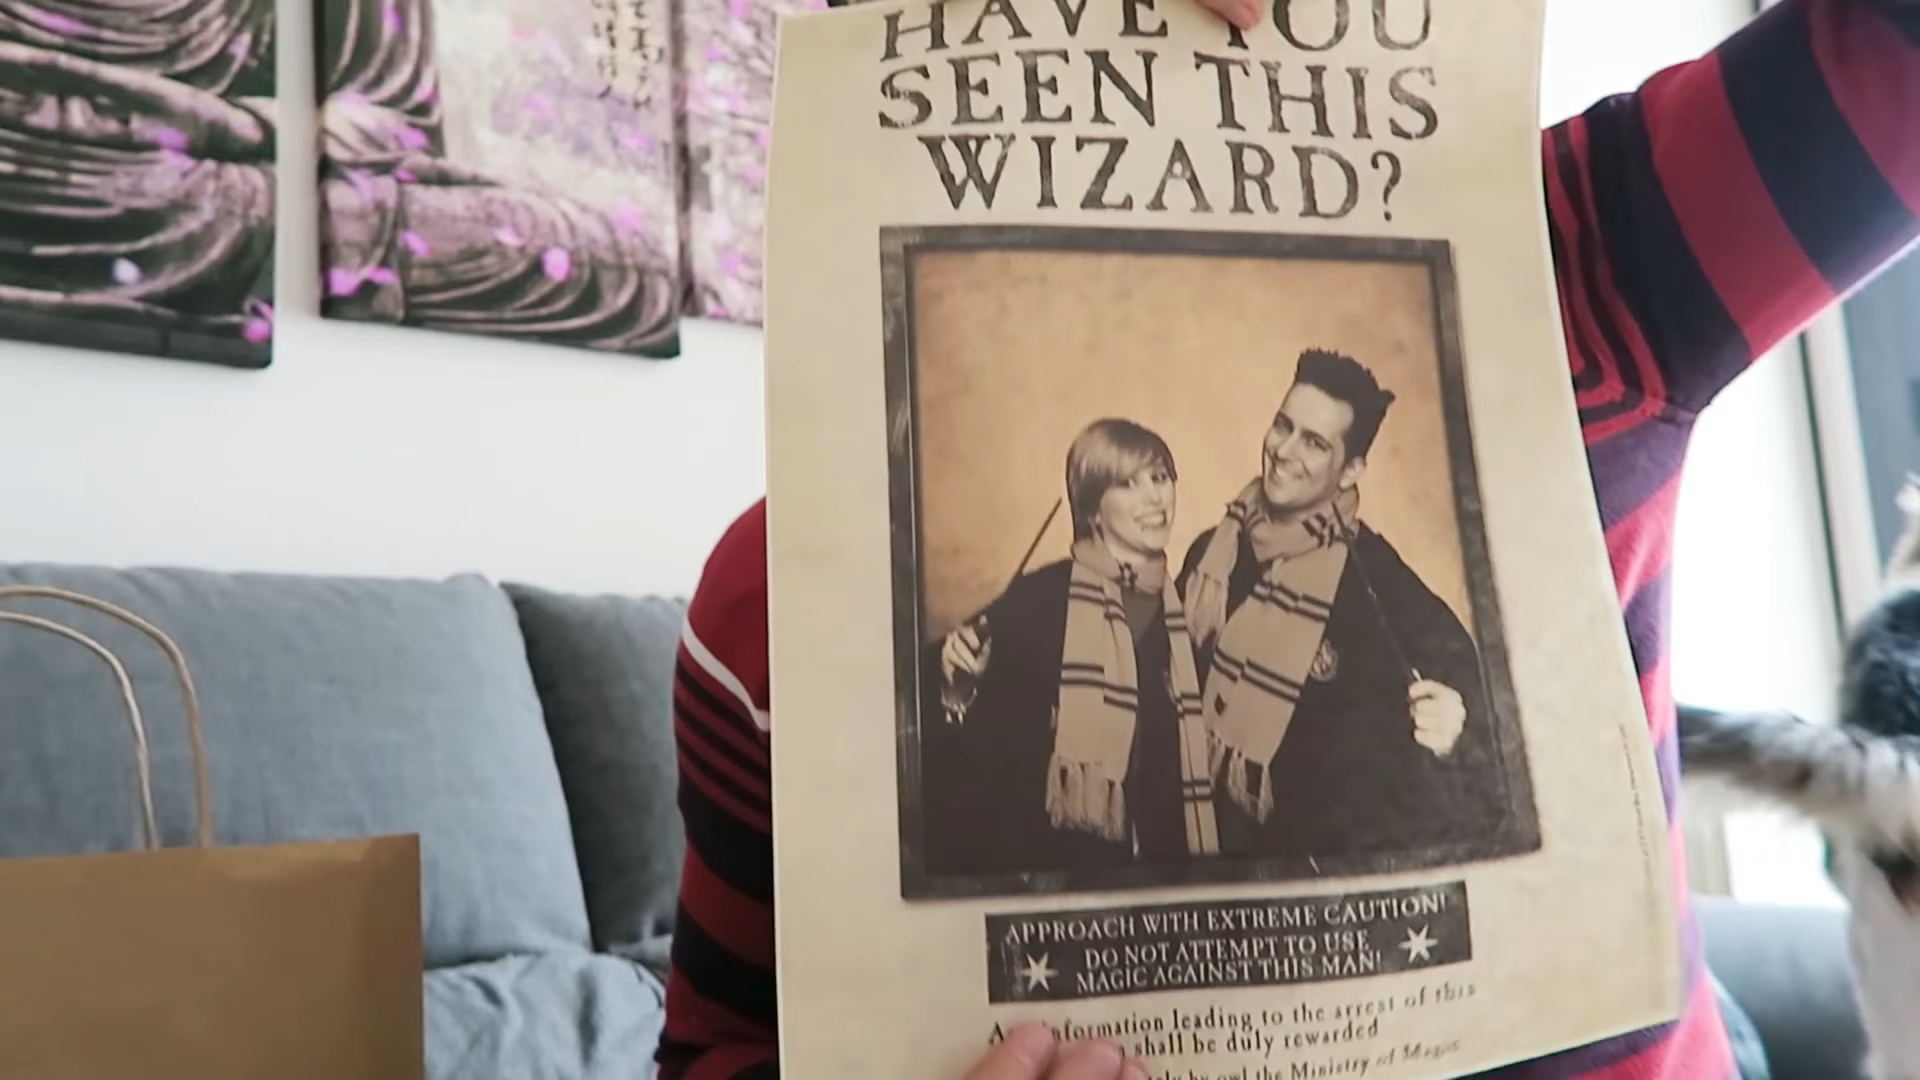 HAVE YOU
SEEN THIS
WIZARD?
APPROACH WITH EXTREME CAUTION!
DO NOT ATTEMPT TO USE
MAGIC AGAINST THIS MAN!
information leading to the arrest of this
shall be duly rewarded
by owl the Ministry of Magic